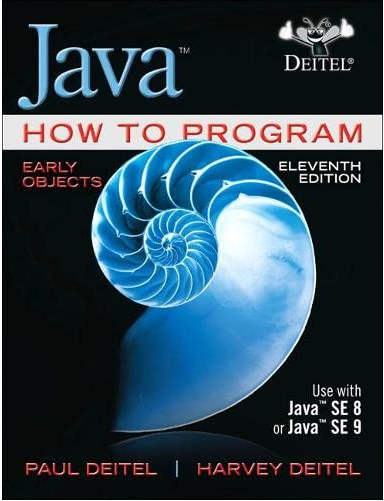 Java™
DEITEL®
HOW TO PROGRAM
EARLY
OBJECTS
ELEVENTH
EDITION
Use with
Java™ SE 8
or Java™ SE 9
PAUL DEITEL | HARVEY DEITEL